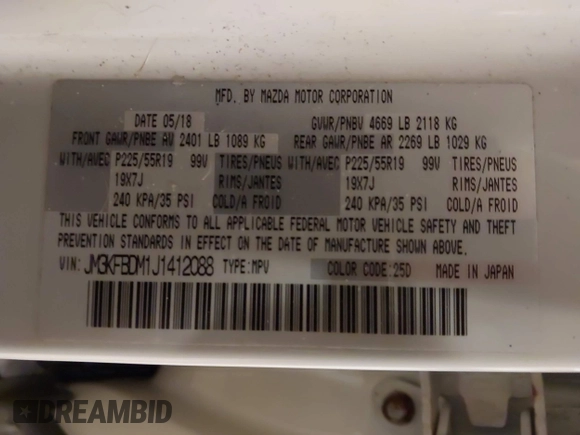 MFD. BY MAZDA MOTOR CORPORATION
DATE 05/18 GVWR/PNBV 4669 LB 2118 KG
FRONT GAWR/PNBE AV 2401 LB 1089 KG REAR GAWR/PNBE AR 2269 LB 1029 KG
WITH/AVEC P225/55R19 99V TIRES/PNEUS WITH/AVEC P225/55R19 99V TIRES/PNEUS
19X7J RIMS/JANTES 19X7J RIMS/JANTES
240 KPA/35 PSI COLD/A FROID 240 KPA/35 PSI COLD/A FROID
THIS VEHICLE CONFORMS TO ALL APPLICABLE FEDERAL MOTOR VEHICLE SAFETY AND THEFT
PREVENTION STANDARDS IN EFFECT ON THE DATE OF MANUFACTURE SHOWN ABOVE.
VIN: JM3KFBDM1J1412088 TYPE:MPV COLOR CODE:25D MADE IN JAPAN
DREAMBID